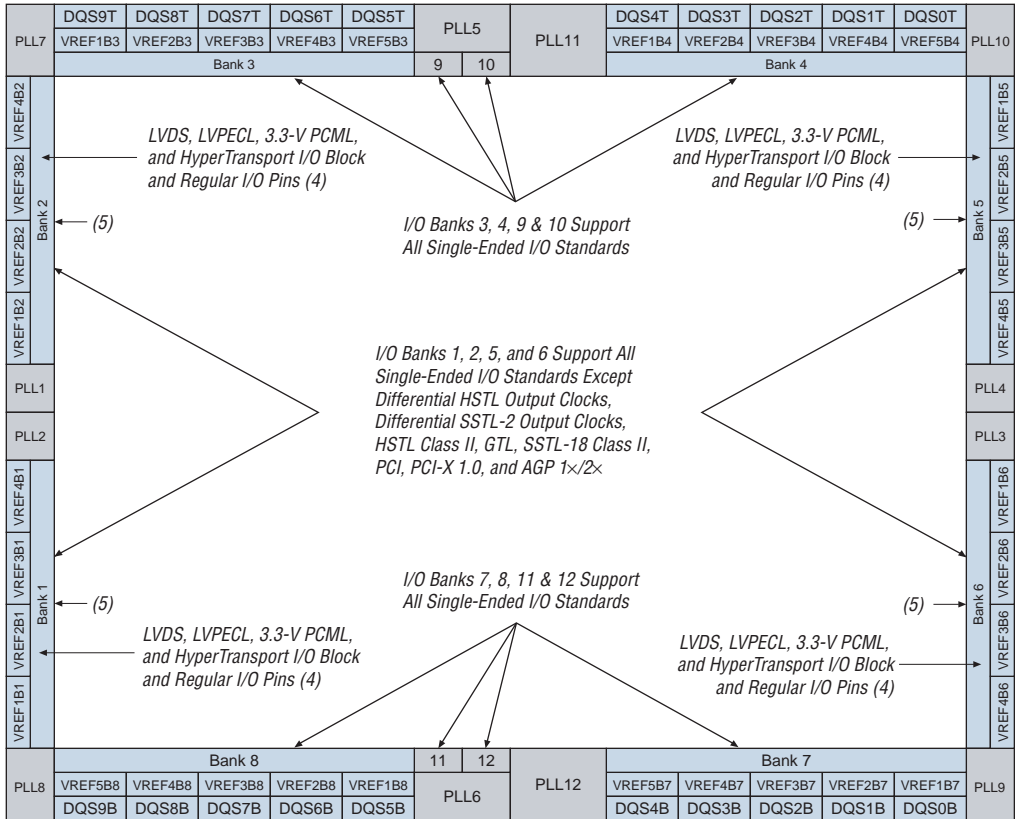 PLL7
DQS9T DQS8T DQS7T DQS6T DQS5T
VREF1B3 VREF2B3 VREF3B3 VREF4B3 VREF5B3
Bank 3
PLL5
9 10
PLL11
DQS4T DQS3T DQS2T DQS1T DQS0T
VREF1B4 VREF2B4 VREF3B4 VREF4B4 VREF5B4
Bank 4
PLL10
VREF4B2
VREF3B2
VREF2B2
VREF1B2
Bank 2
LVDS, LVPECL, 3.3-V PCML,
and HyperTransport I/O Block
and Regular I/O Pins (4)
(5)
I/O Banks 3, 4, 9 & 10 Support
All Single-Ended I/O Standards
LVDS, LVPECL, 3.3-V PCML,
and HyperTransport I/O Block
and Regular I/O Pins (4)
(5)
Bank 5
VREF1B5
VREF2B5
VREF3B5
VREF4B5
PLL1
PLL2
I/O Banks 1, 2, 5, and 6 Support All
Single-Ended I/O Standards Except
Differential HSTL Output Clocks,
Differential SSTL-2 Output Clocks,
HSTL Class II, GTL, SSTL-18 Class II,
PCI, PCI-X 1.0, and AGP 1×/2×
PLL4
PLL3
VREF4B1
VREF3B1
VREF2B1
VREF1B1
Bank 1
(5)
LVDS, LVPECL, 3.3-V PCML,
and HyperTransport I/O Block
and Regular I/O Pins (4)
I/O Banks 7, 8, 11 & 12 Support
All Single-Ended I/O Standards
(5)
LVDS, LVPECL, 3.3-V PCML,
and HyperTransport I/O Block
and Regular I/O Pins (4)
Bank 6
VREF1B6
VREF2B6
VREF3B6
VREF4B6
PLL8
Bank 8
VREF5B8 VREF4B8 VREF3B8 VREF2B8 VREF1B8
DQS9B DQS8B DQS7B DQS6B DQS5B
11 12
PLL6
PLL12
Bank 7
VREF5B7 VREF4B7 VREF3B7 VREF2B7 VREF1B7
DQS4B DQS3B DQS2B DQS1B DQS0B
PLL9